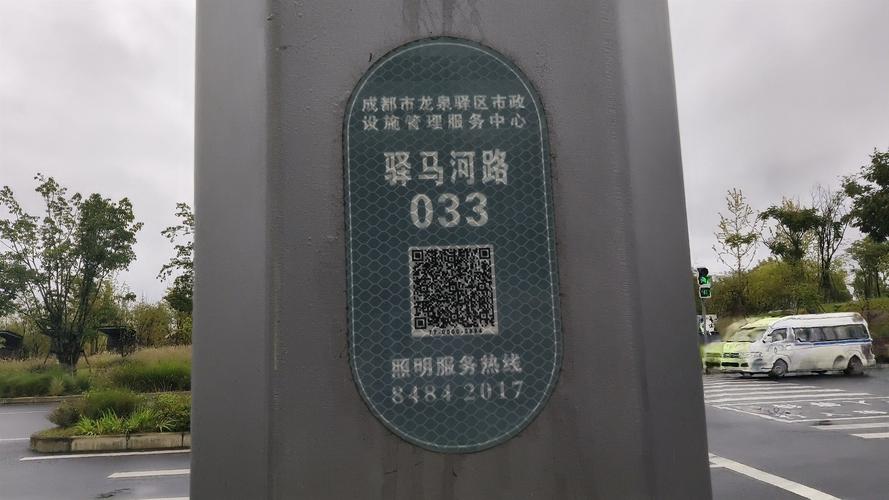 成都市龙泉驿区市政
设施管理服务中心
驿马河路
033
照明服务热线
8484 2017